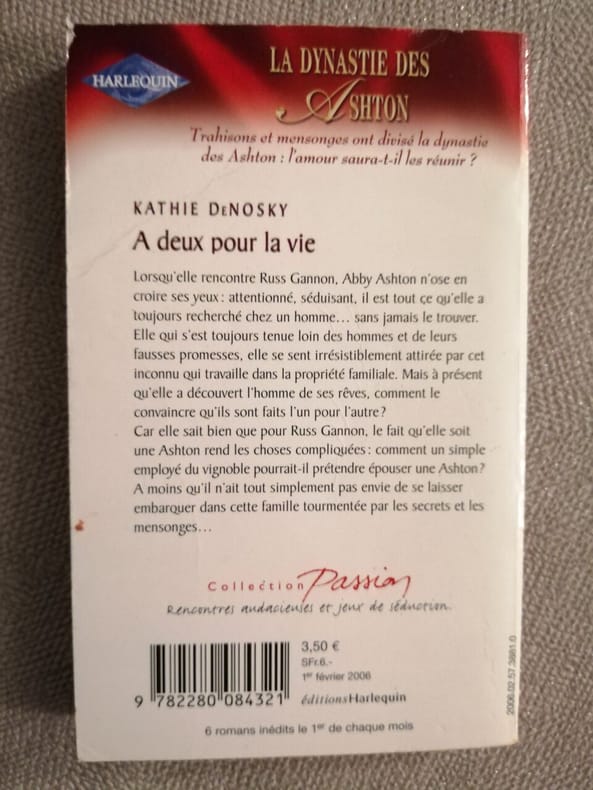 HARLEQUIN
LA DYNASTIE DES
ASHTON
Trahisons et mensonges ont divisé la dynastie
des Ashton : l'amour saura-t-il les réunir ?
KATHIE DENOSKY
A deux pour la vie
Lorsqu'elle rencontre Russ Gannon, Abby Ashton n'ose en
croire ses yeux : attentionné, séduisant, il est tout ce qu'elle a
toujours recherché chez un homme… sans jamais le trouver.
Elle qui s'est toujours tenue loin des hommes et de leurs
fausses promesses, elle se sent irrésistiblement attirée par cet
inconnu qui travaille dans la propriété familiale. Mais à présent
qu'elle a découvert l'homme de ses rêves, comment le
convaincre qu'ils sont faits l'un pour l'autre ?
Car elle sait bien que pour Russ Gannon, le fait qu'elle soit
une Ashton rend les choses compliquées : comment un simple
employé du vignoble pourrait-il prétendre épouser une Ashton ?
A moins qu'il n'ait tout simplement pas envie de se laisser
embarquer dans cette famille tourmentée par les secrets et les
mensonges…
Collection Passion
Rencontres audacieuses et jeux de séduction.
3,50 €
SFr.6.-
1er février 2006
éditionsHarlequin
9 782280 084321
6 romans inédits le 1er de chaque mois
2006.02.57.3881.0